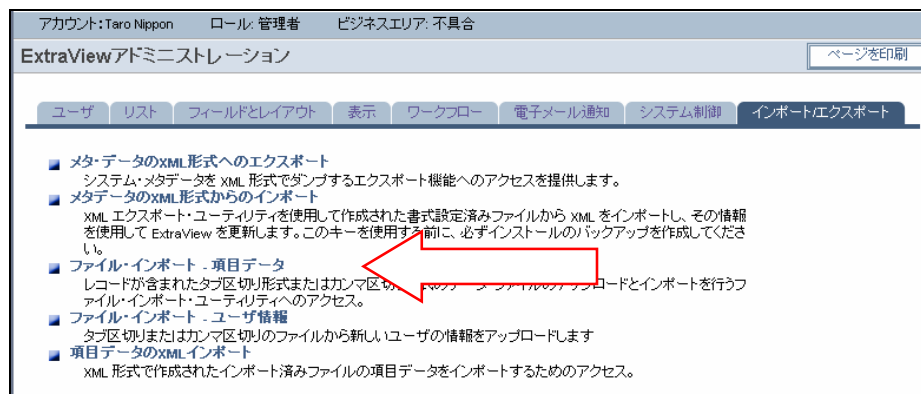 アカウント:Taro Nippon ロール: 管理者 ビジネスエリア: 不具合
ExtraViewアドミニストレーション ページを印刷
ユーザ リスト フィールドとレイアウト 表示 ワークフロー 電子メール通知 システム制御 インポート/エクスポート
メタ・データのXML形式へのエクスポート
システム・メタデータを XML 形式でダンプするエクスポート機能へのアクセスを提供します。
メタデータのXML形式からのインポート
XML エクスポート・ユーティリティを使用して作成された書式設定済みファイルから XML をインポートし、その情報
を使用して ExtraView を更新します。このキーを使用する前に、必ずインストールのバックアップを作成してくださ
い。
ファイル・インポート - 項目データ
レコードが含まれたタブ区切り形式またはカンマ区 アップロードとインポートを行うフ
ァイル・インポート・ユーティリティへのアクセス。
ファイル・インポート - ユーザ情報
タブ区切りまたはカンマ区切りのファイルから新しいユーザの情報をアップロードします
項目データのXMLインポート
XML 形式で作成されたインポート済みファイルの項目データをインポートするためのアクセス。